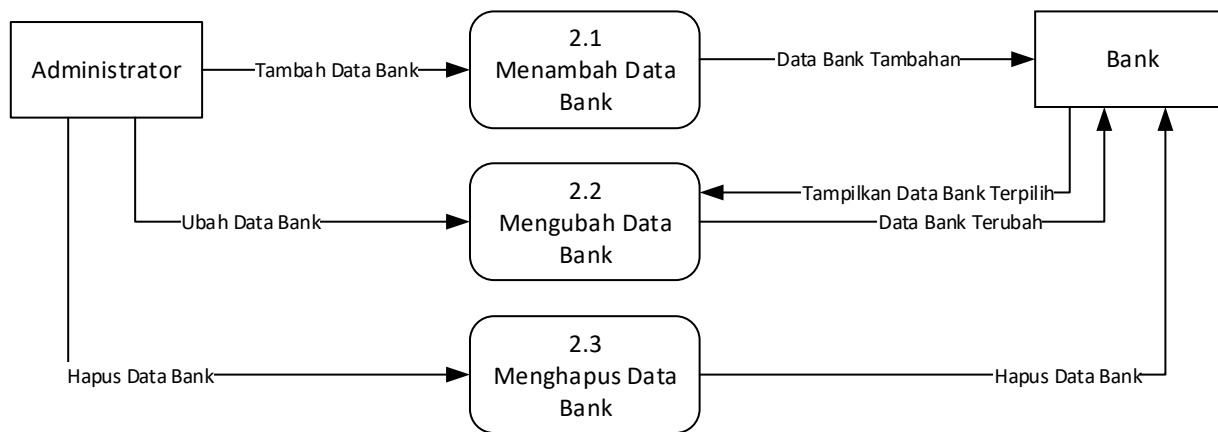 Administrator
Tambah Data Bank
2.1
Menambah Data
Bank
Data Bank Tambahan
Bank
Ubah Data Bank
2.2
Mengubah Data
Bank
Tampilkan Data Bank Terpilih
Data Bank Terubah
Hapus Data Bank
2.3
Menghapus Data
Bank
Hapus Data Bank